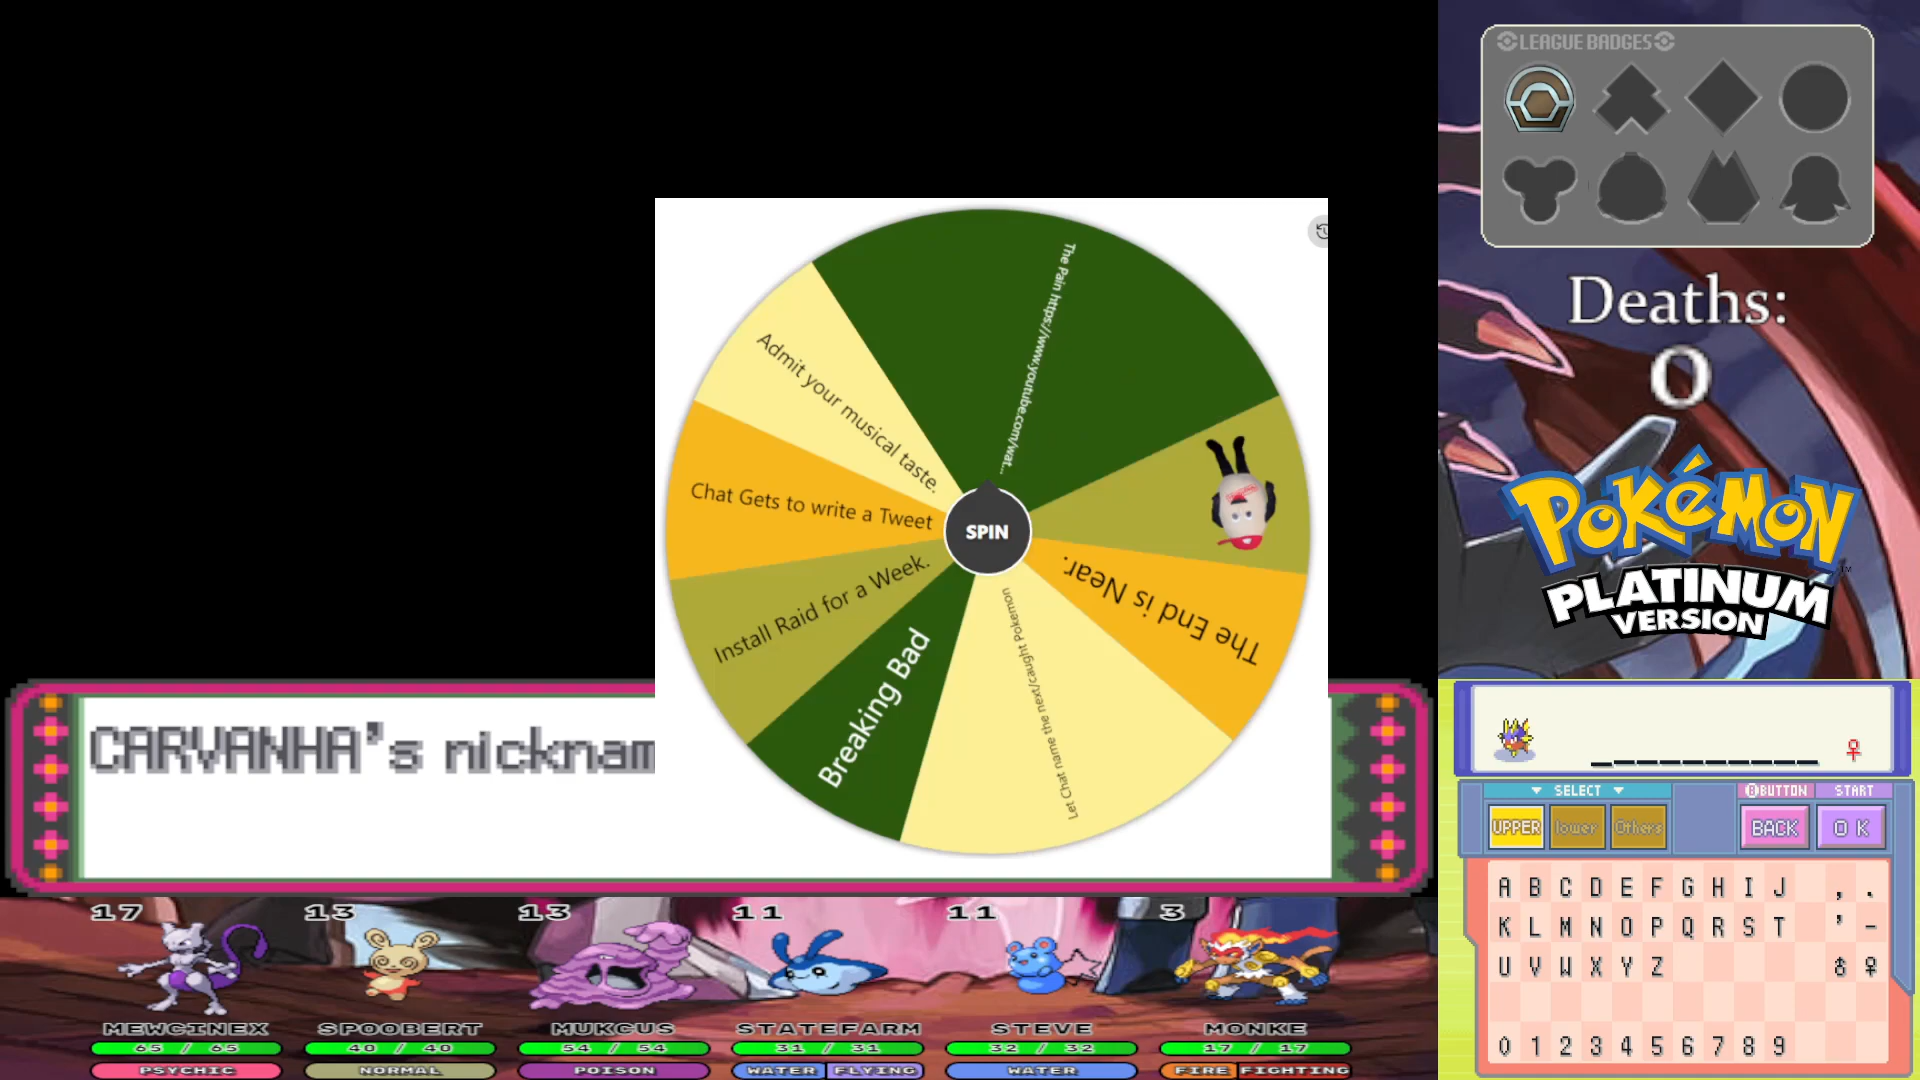 LEAGUE BADGES
Deaths:
0
POKéMON
PLATINUM
VERSION
TM
The Pain https://www.youtube.com/wat...
Admit your musical taste.
Chat Gets to write a Tweet
Install Raid for a Week.
Breaking Bad
Let Chat name the next/caught Pokemon
The End is Near.
SPIN
CARVANHA's nicknam
SELECT
B BUTTON
START
UPPER
lower
Others
BACK
OK
A B C D E F G H I J , .
K L M N O P Q R S T ' -
U V W X Y Z ♂ ♀
0 1 2 3 4 5 6 7 8 9
17 13 13 11 11 3
MEWCINEX SPOOBERT MUKCUS STATEFARM STEVE MONKE
65 / 65 40 / 40 54 / 54 31 / 31 32 / 32 17 / 17
PSYCHIC NORMAL POISON WATER FLYING WATER FIRE FIGHTING